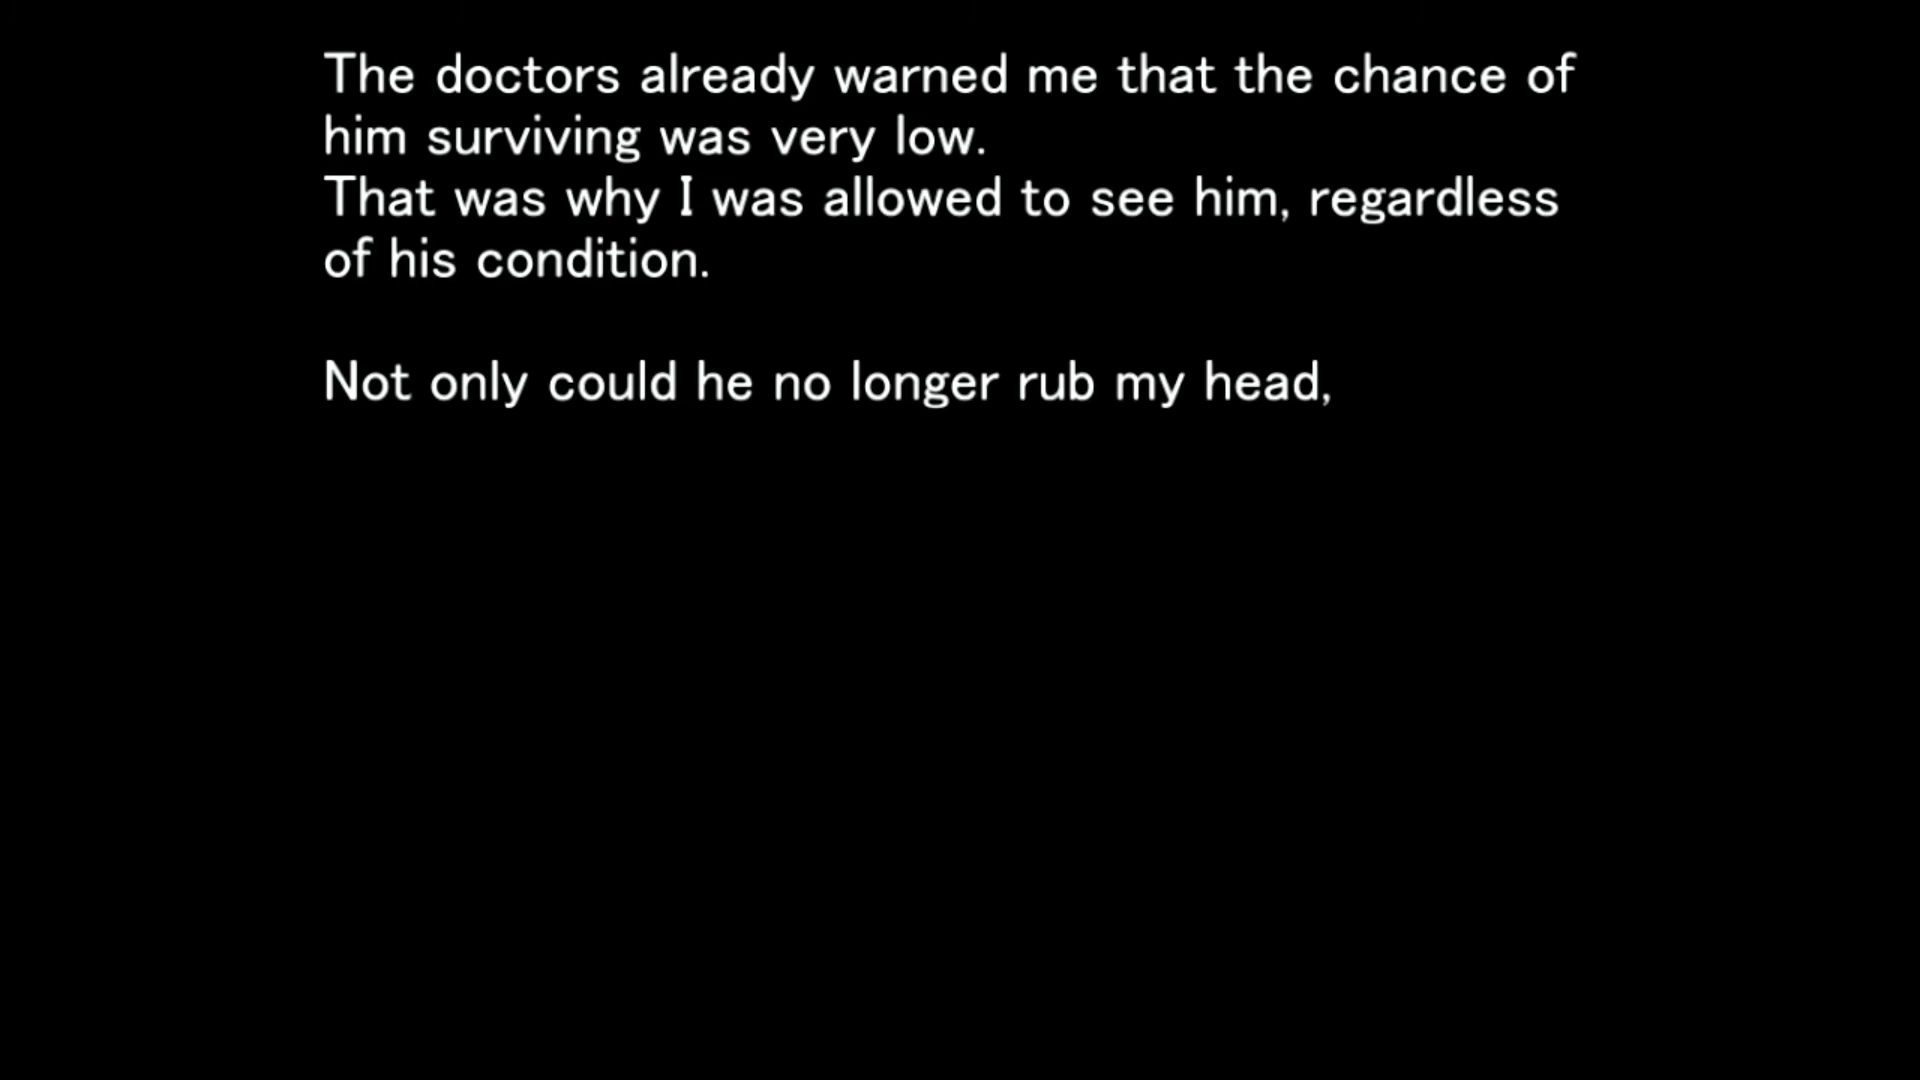 The doctors already warned me that the chance of
him surviving was very low.
That was why I was allowed to see him, regardless
of his condition.
Not only could he no longer rub my head,